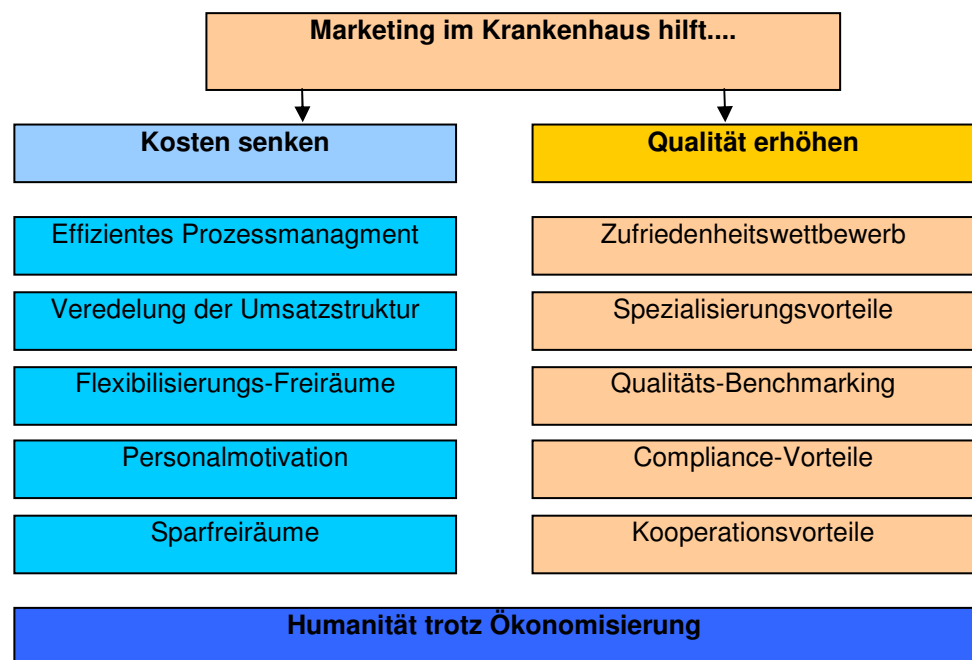 Marketing im Krankenhaus hilft....
Kosten senken
Qualität erhöhen
Effizientes Prozessmanagment
Zufriedenheitswettbewerb
Veredelung der Umsatzstruktur
Spezialisierungsvorteile
Flexibilisierungs-Freiräume
Qualitäts-Benchmarking
Personalmotivation
Compliance-Vorteile
Sparfreiräume
Kooperationsvorteile
Humanität trotz Ökonomisierung